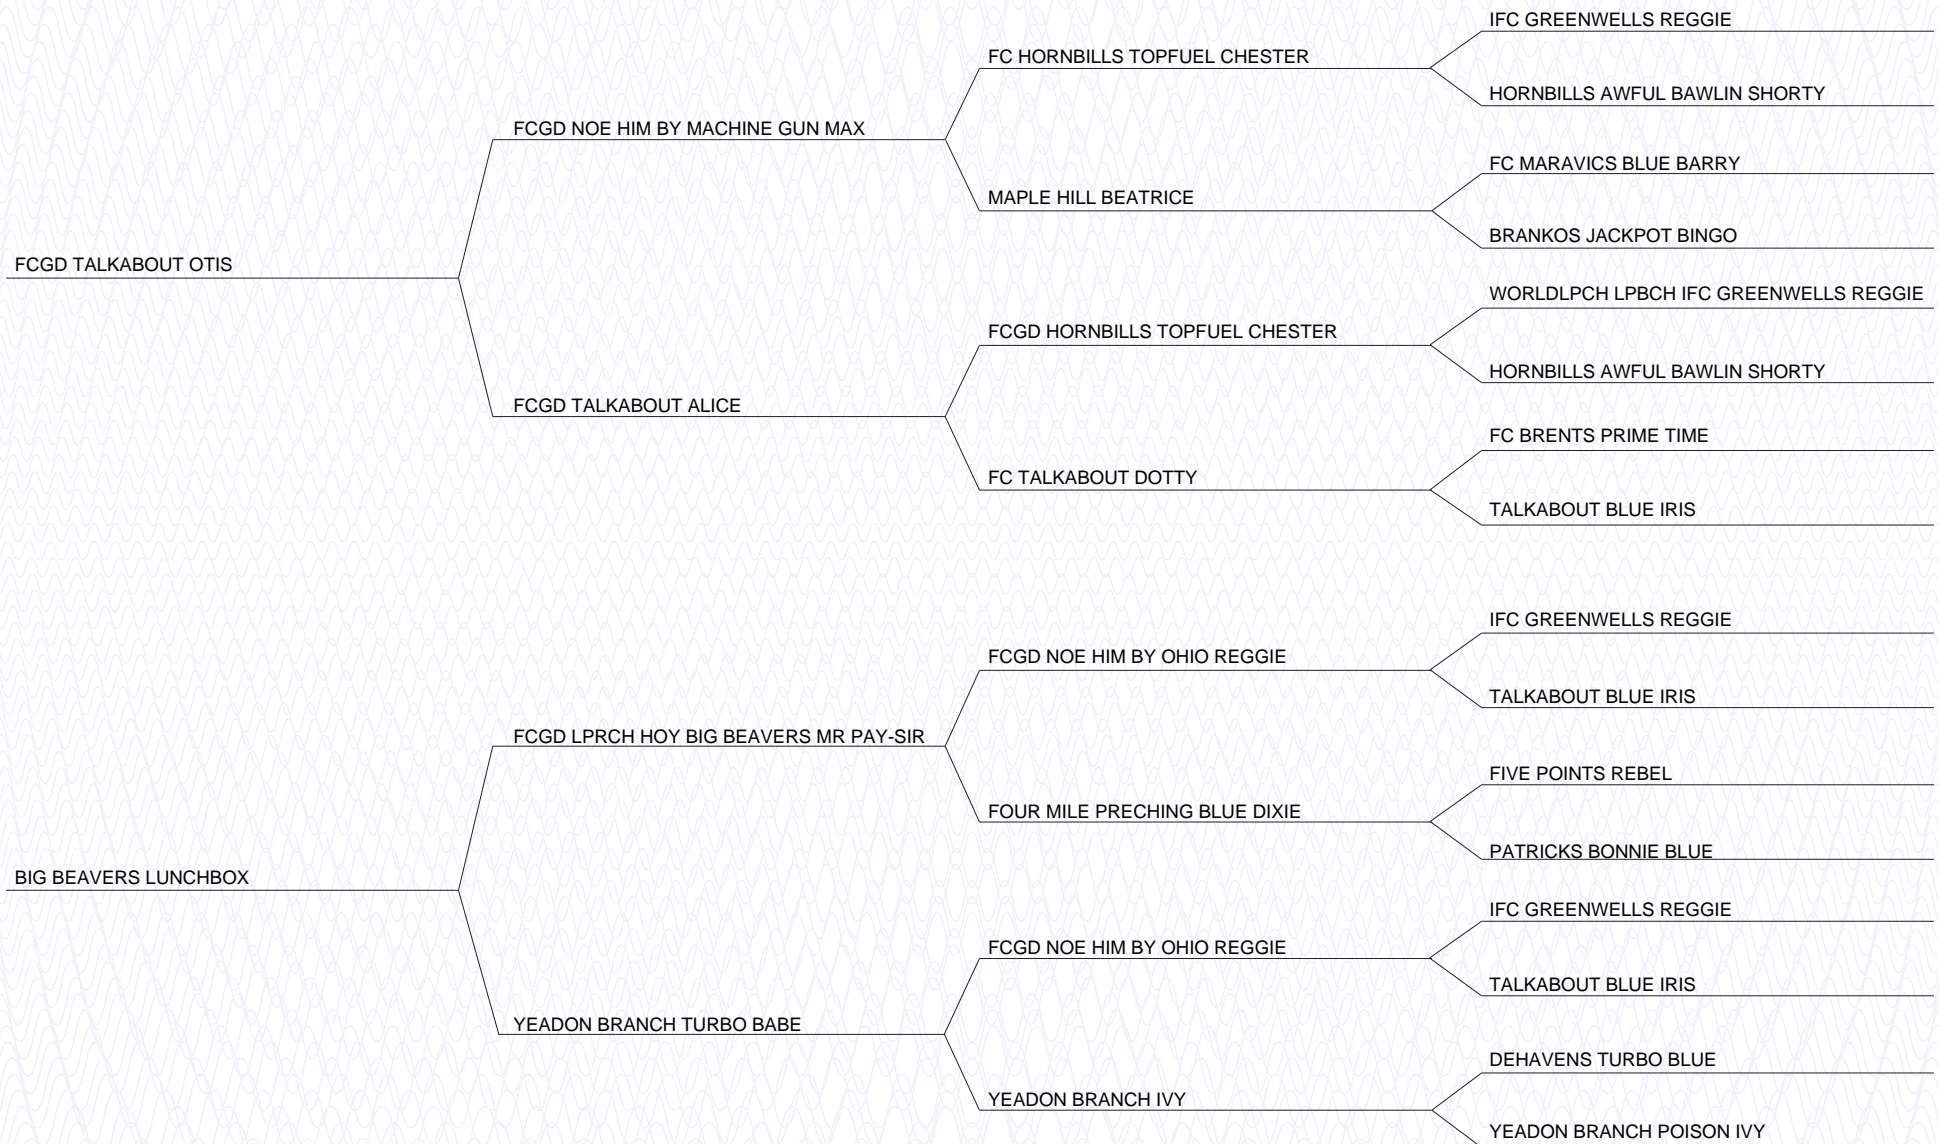 IFC GREENWELLS REGGIE
FC HORNBILLS TOPFUEL CHESTER
HORNBILLS AWFUL BAWLIN SHORTY
FCGD NOE HIM BY MACHINE GUN MAX
FC MARAVICS BLUE BARRY
MAPLE HILL BEATRICE
BRANKOS JACKPOT BINGO
FCGD TALKABOUT OTIS
WORLDLPCH LPBCH IFC GREENWELLS REGGIE
FCGD HORNBILLS TOPFUEL CHESTER
HORNBILLS AWFUL BAWLIN SHORTY
FCGD TALKABOUT ALICE
FC BRENTS PRIME TIME
FC TALKABOUT DOTTY
TALKABOUT BLUE IRIS
IFC GREENWELLS REGGIE
FCGD NOE HIM BY OHIO REGGIE
TALKABOUT BLUE IRIS
FCGD LPRCH HOY BIG BEAVERS MR PAY-SIR
FIVE POINTS REBEL
FOUR MILE PRECHING BLUE DIXIE
PATRICKS BONNIE BLUE
BIG BEAVERS LUNCHBOX
IFC GREENWELLS REGGIE
FCGD NOE HIM BY OHIO REGGIE
TALKABOUT BLUE IRIS
YEADON BRANCH TURBO BABE
DEHAVENS TURBO BLUE
YEADON BRANCH IVY
YEADON BRANCH POISON IVY